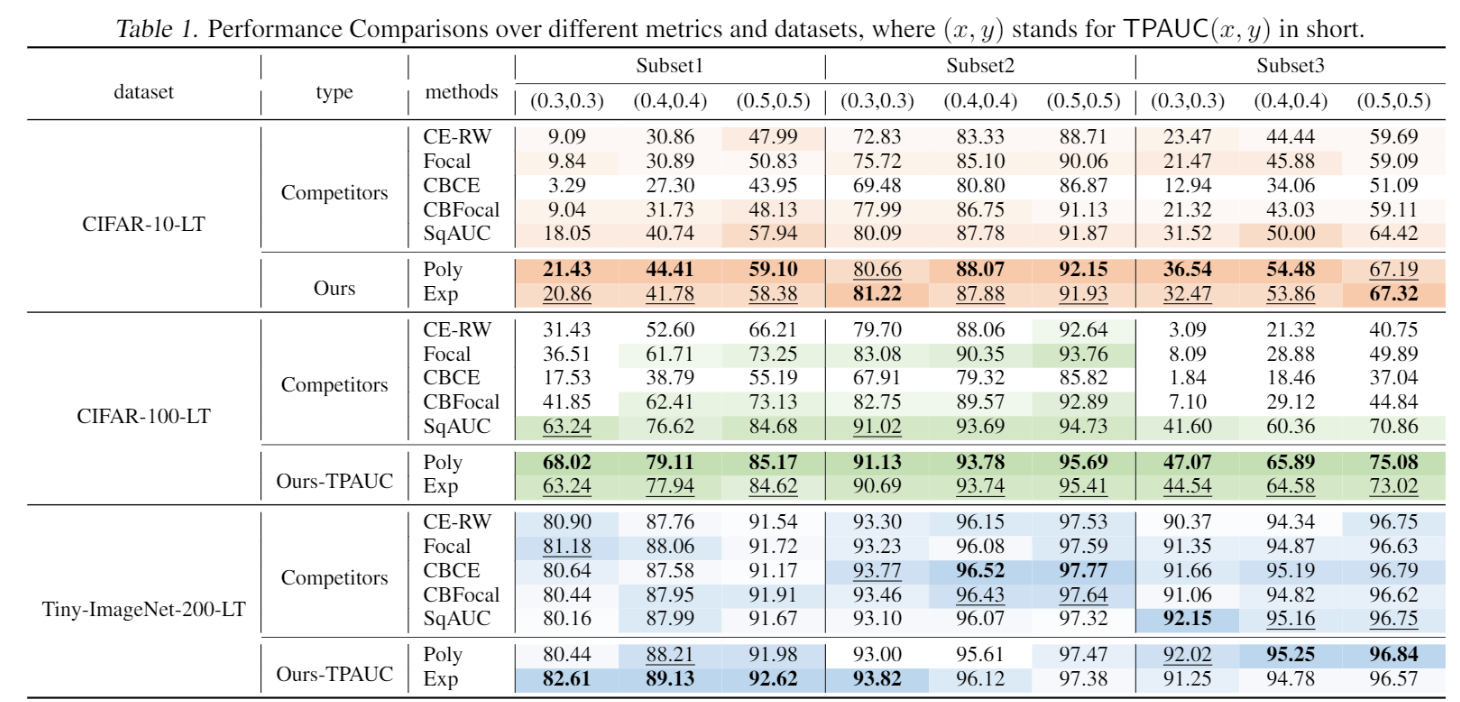 Table 1. Performance Comparisons over different metrics and datasets, where (x, y) stands for TPAUC(x, y) in short.
dataset type methods Subset1 Subset2 Subset3
(0.3,0.3) (0.4,0.4) (0.5,0.5) (0.3,0.3) (0.4,0.4) (0.5,0.5) (0.3,0.3) (0.4,0.4) (0.5,0.5)
CIFAR-10-LT
Competitors
CE-RW 9.09 30.86 47.99 72.83 83.33 88.71 23.47 44.44 59.69
Focal 9.84 30.89 50.83 75.72 85.10 90.06 21.47 45.88 59.09
CBCE 3.29 27.30 43.95 69.48 80.80 86.87 12.94 34.06 51.09
CBFocal 9.04 31.73 48.13 77.99 86.75 91.13 21.32 43.03 59.11
SqAUC 18.05 40.74 57.94 80.09 87.78 91.87 31.52 50.00 64.42
Ours
Poly 21.43 44.41 59.10 80.66 88.07 92.15 36.54 54.48 67.19
Exp 20.86 41.78 58.38 81.22 87.88 91.93 32.47 53.86 67.32
CIFAR-100-LT
Competitors
CE-RW 31.43 52.60 66.21 79.70 88.06 92.64 3.09 21.32 40.75
Focal 36.51 61.71 73.25 83.08 90.35 93.76 8.09 28.88 49.89
CBCE 17.53 38.79 55.19 67.91 79.32 85.82 1.84 18.46 37.04
CBFocal 41.85 62.41 73.13 82.75 89.57 92.89 7.10 29.12 44.84
SqAUC 63.24 76.62 84.68 91.02 93.69 94.73 41.60 60.36 70.86
Ours-TPAUC
Poly 68.02 79.11 85.17 91.13 93.78 95.69 47.07 65.89 75.08
Exp 63.24 77.94 84.62 90.69 93.74 95.41 44.54 64.58 73.02
Tiny-ImageNet-200-LT
Competitors
CE-RW 80.90 87.76 91.54 93.30 96.15 97.53 90.37 94.34 96.75
Focal 81.18 88.06 91.72 93.23 96.08 97.59 91.35 94.87 96.63
CBCE 80.64 87.58 91.17 93.77 96.52 97.77 91.66 95.19 96.79
CBFocal 80.44 87.95 91.91 93.46 96.43 97.64 91.06 94.82 96.62
SqAUC 80.16 87.99 91.67 93.10 96.07 97.32 92.15 95.16 96.75
Ours-TPAUC
Poly 80.44 88.21 91.98 93.00 95.61 97.47 92.02 95.25 96.84
Exp 82.61 89.13 92.62 93.82 96.12 97.38 91.25 94.78 96.57